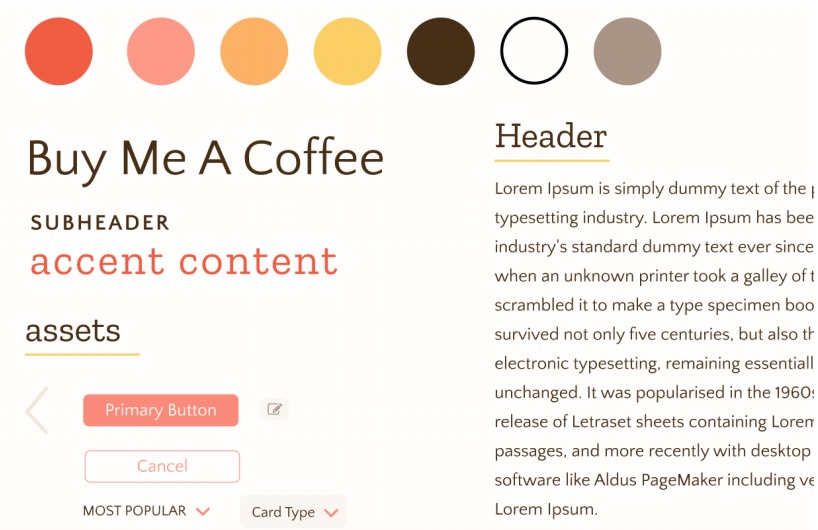 Buy Me A Coffee
SUBHEADER
accent content
assets
Primary Button
Cancel
MOST POPULAR
Card Type
Header
Lorem Ipsum is simply dummy text of the
typesetting industry. Lorem Ipsum has bee
industry's standard dummy text ever since
when an unknown printer took a galley of
scrambled it to make a type specimen boo
survived not only five centuries, but also th
electronic typesetting, remaining essentiall
unchanged. It was popularised in the 1960s
release of Letraset sheets containing Lorem
passages, and more recently with desktop
software like Aldus PageMaker including ve
Lorem Ipsum.